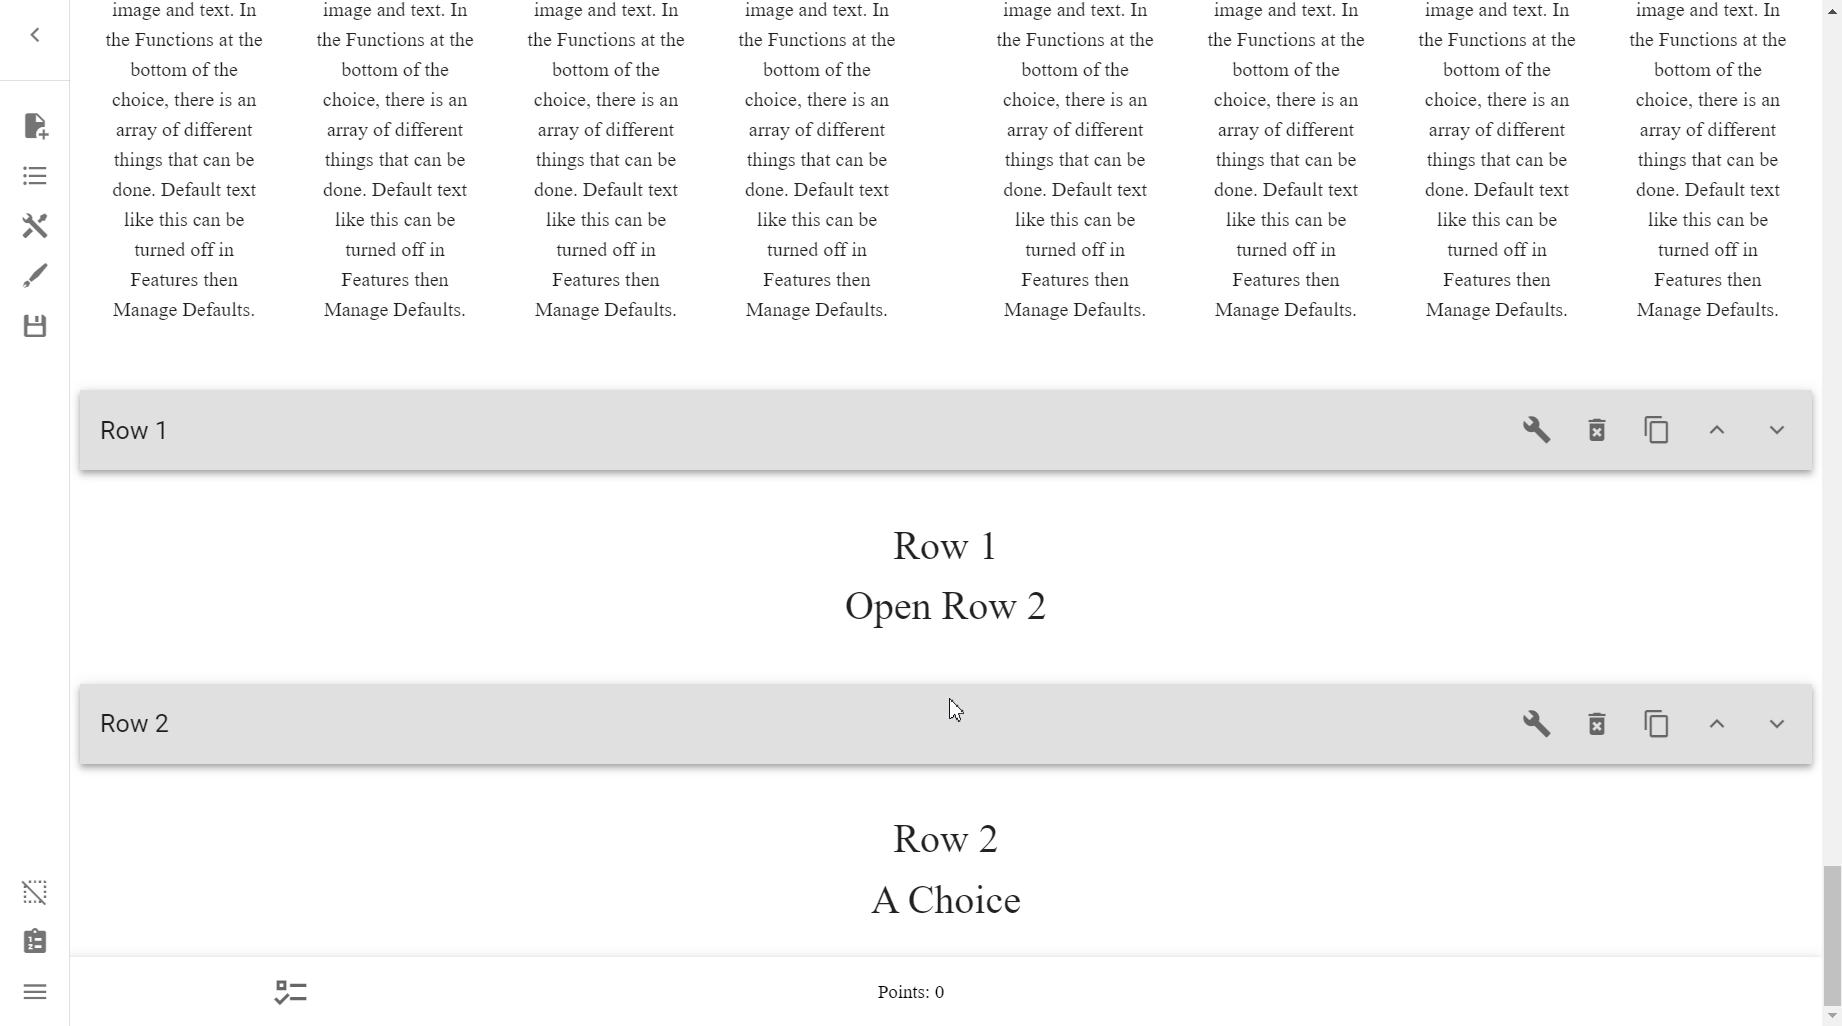 image and text. In
the Functions at the
bottom of the
choice, there is an
array of different
things that can be
done. Default text
like this can be
turned off in
Features then
Manage Defaults.
image and text. In
the Functions at the
bottom of the
choice, there is an
array of different
things that can be
done. Default text
like this can be
turned off in
Features then
Manage Defaults.
image and text. In
the Functions at the
bottom of the
choice, there is an
array of different
things that can be
done. Default text
like this can be
turned off in
Features then
Manage Defaults.
image and text. In
the Functions at the
bottom of the
choice, there is an
array of different
things that can be
done. Default text
like this can be
turned off in
Features then
Manage Defaults.
image and text. In
the Functions at the
bottom of the
choice, there is an
array of different
things that can be
done. Default text
like this can be
turned off in
Features then
Manage Defaults.
image and text. In
the Functions at the
bottom of the
choice, there is an
array of different
things that can be
done. Default text
like this can be
turned off in
Features then
Manage Defaults.
image and text. In
the Functions at the
bottom of the
choice, there is an
array of different
things that can be
done. Default text
like this can be
turned off in
Features then
Manage Defaults.
image and text. In
the Functions at the
bottom of the
choice, there is an
array of different
things that can be
done. Default text
like this can be
turned off in
Features then
Manage Defaults.
Row 1
Row 1
Open Row 2
Row 2
Row 2
A Choice
Points: 0